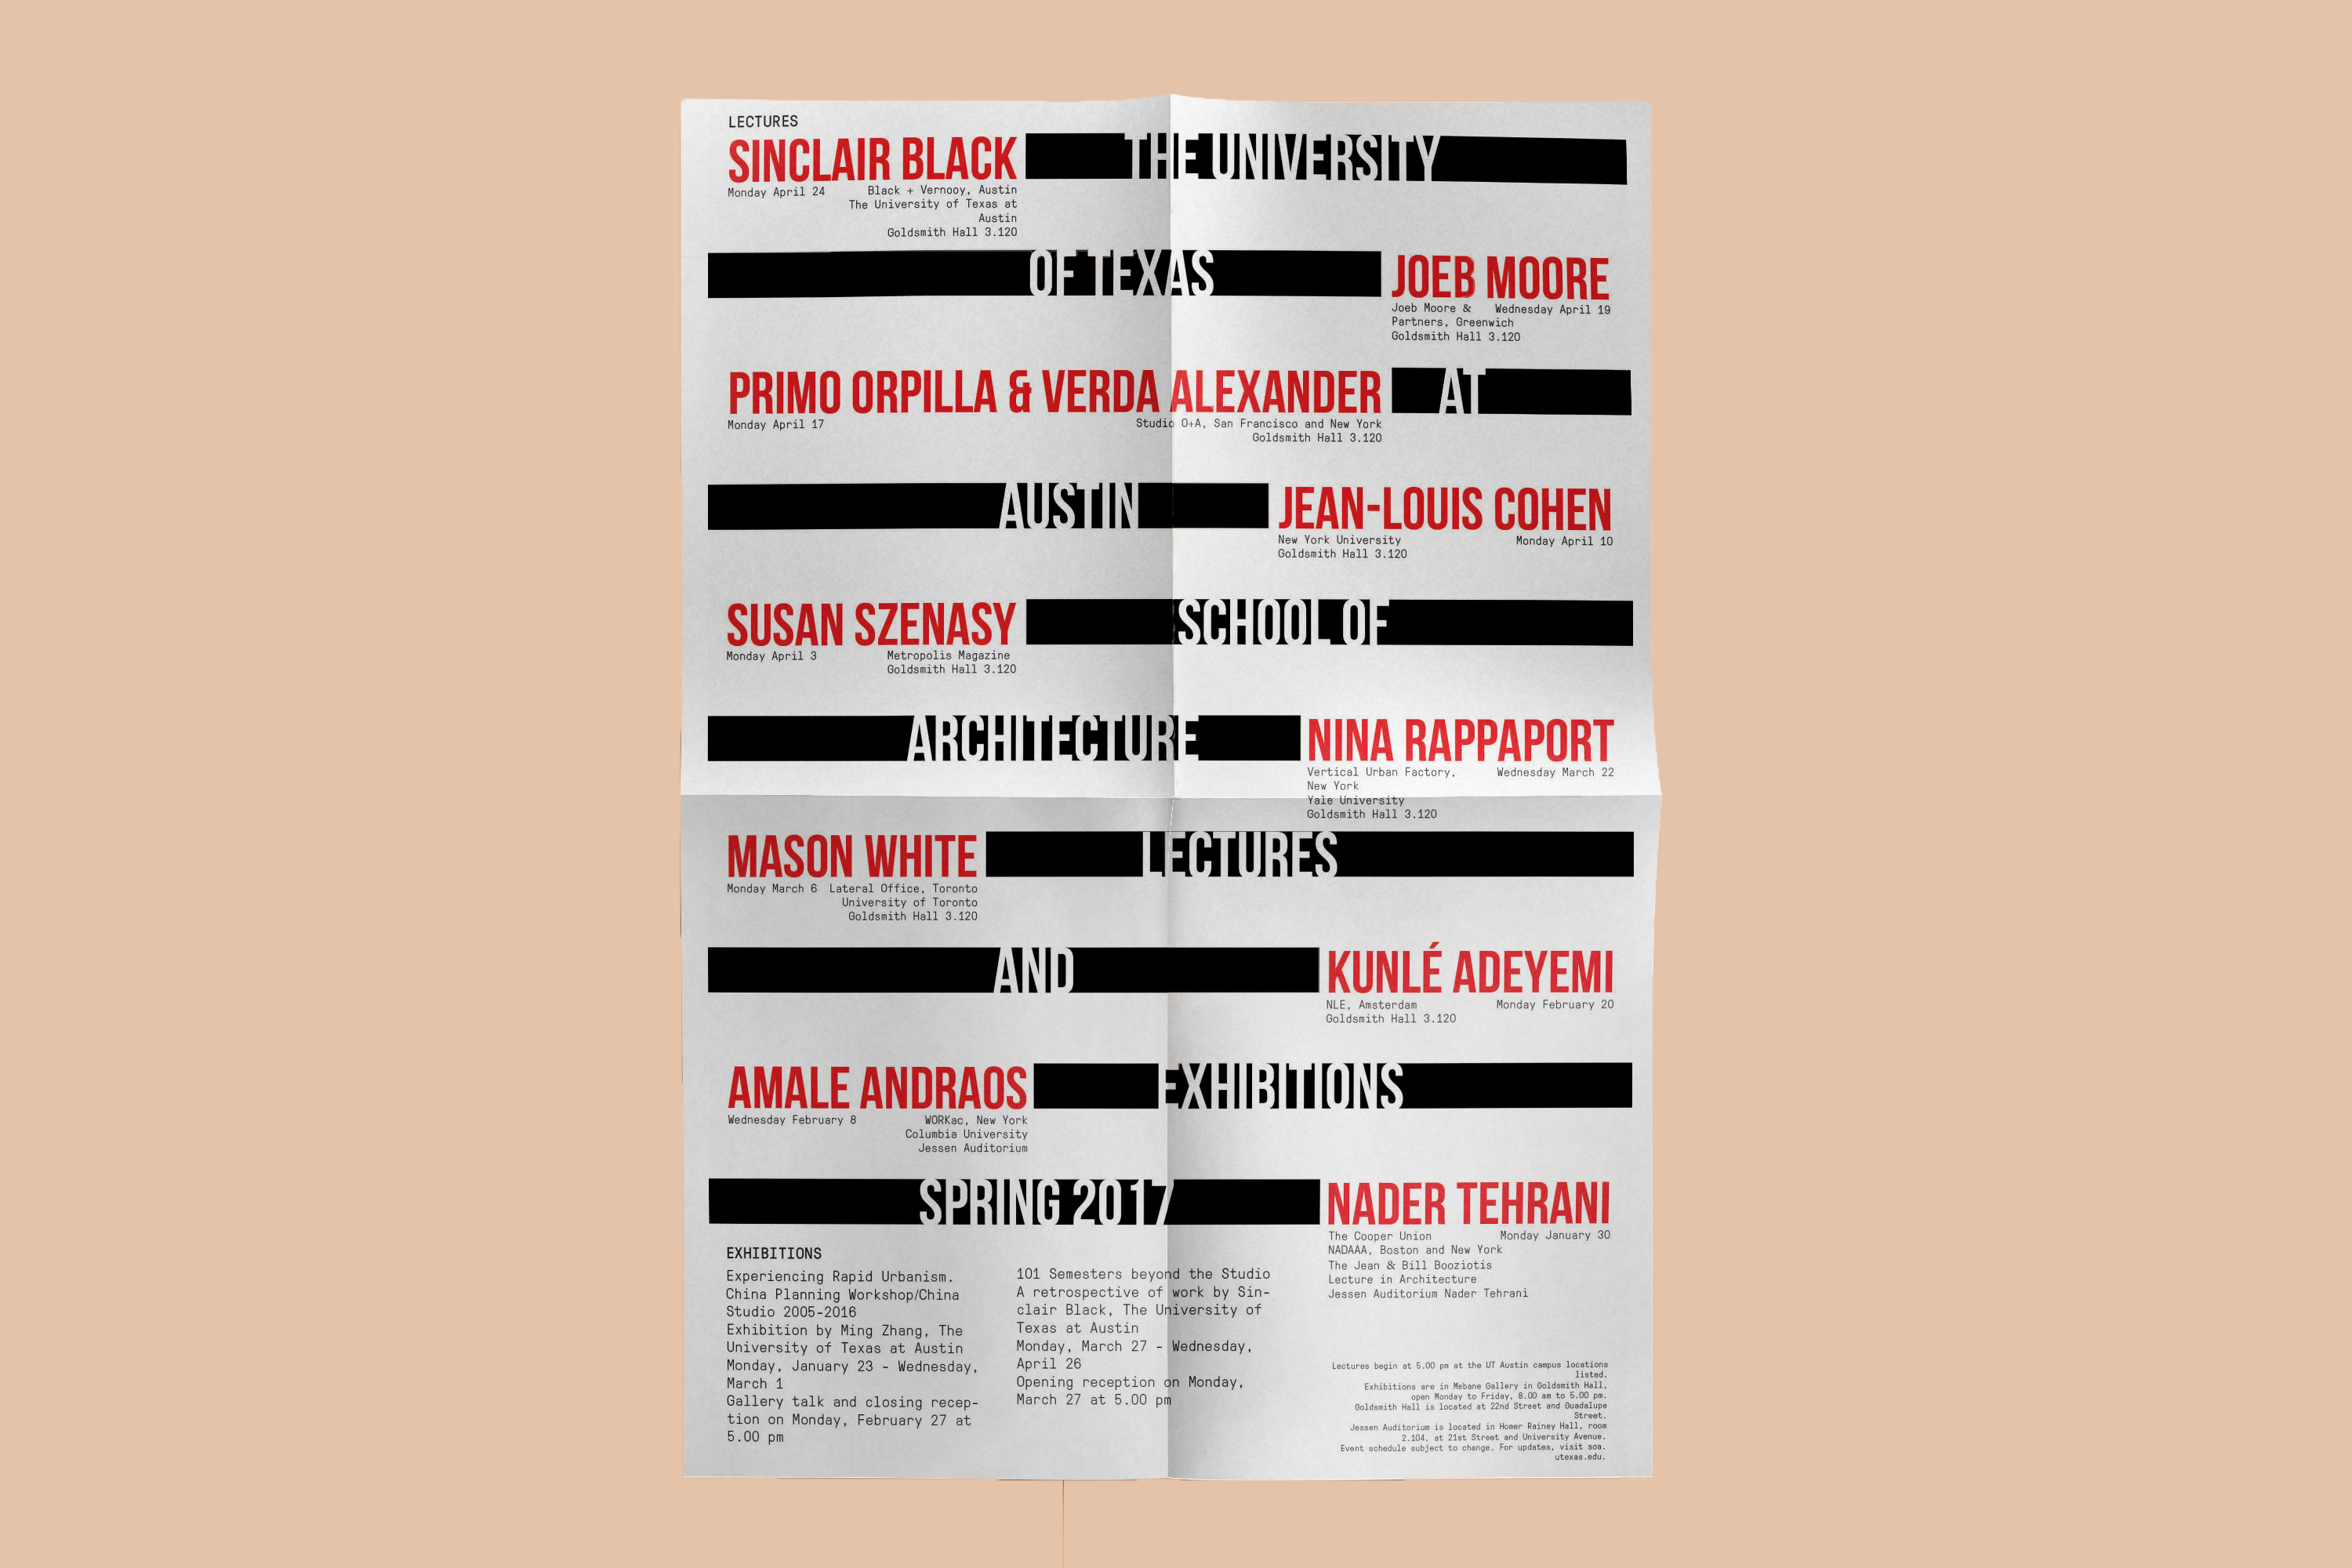 LECTURES
SINCLAIR BLACK
Monday April 24
Black + Vernooy, Austin
The University of Texas at
Austin
Goldsmith Hall 3.120
THE UNIVERSITY
OF TEXAS
JOEB MOORE
Joeb Moore &
Partners, Greenwich
Goldsmith Hall 3.120
Wednesday April 19
PRIMO ORPILLA & VERDA ALEXANDER
Monday April 17
Studio O+A, San Francisco and New York
Goldsmith Hall 3.120
AT
AUSTIN
JEAN-LOUIS COHEN
New York University
Goldsmith Hall 3.120
Monday April 10
SUSAN SZENASY
Monday April 3
Metropolis Magazine
Goldsmith Hall 3.120
SCHOOL OF
ARCHITECTURE
NINA RAPPAPORT
Vertical Urban Factory,
New York
Yale University
Goldsmith Hall 3.120
Wednesday March 22
MASON WHITE
Monday March 6
Lateral Office, Toronto
University of Toronto
Goldsmith Hall 3.120
LECTURES
AND
KUNLÉ ADEYEMI
NLE, Amsterdam
Goldsmith Hall 3.120
Monday February 20
AMALE ANDRAOS
Wednesday February 8
WORKac, New York
Columbia University
Jessen Auditorium
EXHIBITIONS
SPRING 2017
NADER TEHRANI
The Cooper Union
NADAAA, Boston and New York
The Jean & Bill Booziotis
Lecture in Architecture
Jessen Auditorium Nader Tehrani
Monday January 30
EXHIBITIONS
Experiencing Rapid Urbanism.
China Planning Workshop/China
Studio 2005-2016
Exhibition by Ming Zhang, The
University of Texas at Austin
Monday, January 23 - Wednesday,
March 1
Gallery talk and closing recep-
tion on Monday, February 27 at
5.00 pm
101 Semesters beyond the Studio
A retrospective of work by Sin-
clair Black, The University of
Texas at Austin
Monday, March 27 - Wednesday,
April 26
Opening reception on Monday,
March 27 at 5.00 pm
Lectures begin at 5.00 pm at the UT Austin campus locations
listed.
Exhibitions are in Mebane Gallery in Goldsmith Hall,
open Monday to Friday, 8.00 am to 5.00 pm.
Goldsmith Hall is located at 22nd Street and Guadalupe
Street.
Jessen Auditorium is located in Homer Rainey Hall, room
2.104, at 21st Street and University Avenue.
Event schedule subject to change. For updates, visit soa.
utexas.edu.